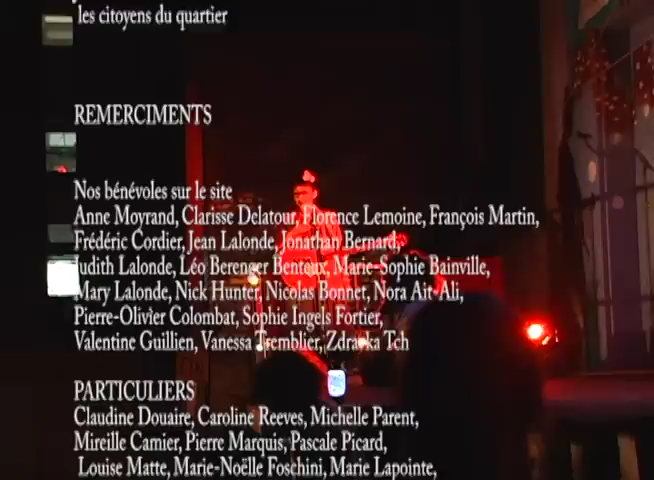 les citoyens du quartier
REMERCIMENTS
Nos bénévoles sur le site
Anne Moyrand, Clarisse Delatour, Florence Lemoine, François Martin,
Frédéric Cordier, Jean Lalonde, Jonathan Bernard,
Judith Lalonde, Léo Berenger Benteux, Marie-Sophie Bainville,
Mary Lalonde, Nick Hunter, Nicolas Bonnet, Nora Ait-Ali,
Pierre-Olivier Colombat, Sophie Ingels Fortier,
Valentine Guillien, Vanessa Tremblier, Zdravka Tch
PARTICULIERS
Claudine Douaire, Caroline Reeves, Michelle Parent,
Mireille Camier, Pierre Marquis, Pascale Picard,
Louise Matte, Marie-Noëlle Foschini, Marie Lapointe,